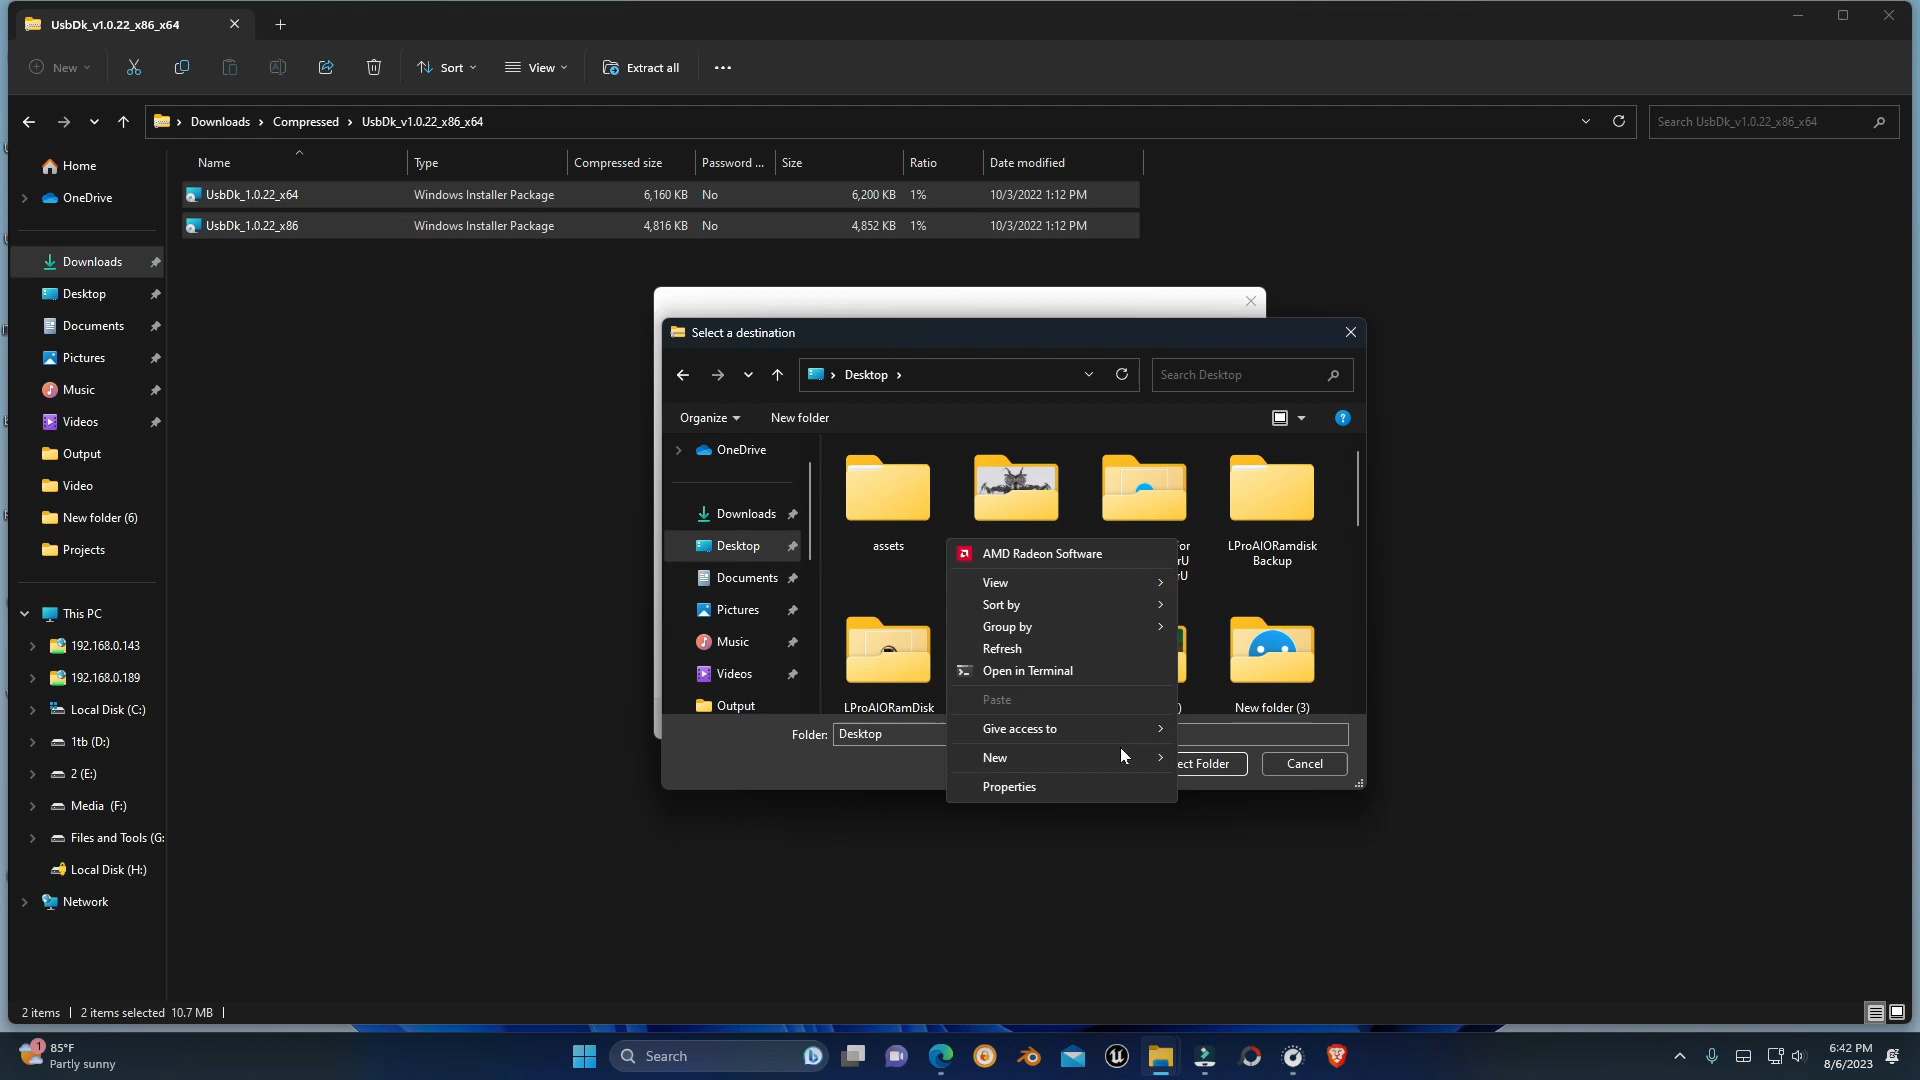 UsbDk_v1.0.22_x86_x64
New
Sort
View
Extract all
Downloads
Compressed
UsbDk_v1.0.22_x86_x64
Search UsbDk_v1.0.22_x86_x64
Name
Type
Compressed size
Password ...
Size
Ratio
Date modified
UsbDk_1.0.22_x64 Windows Installer Package 6,160 KB No 6,200 KB 1% 10/3/2022 1:12 PM
UsbDk_1.0.22_x86 Windows Installer Package 4,816 KB No 4,852 KB 1% 10/3/2022 1:12 PM
Home
OneDrive
Downloads
Desktop
Documents
Pictures
Music
Videos
Output
Video
New folder (6)
Projects
This PC
192.168.0.143
192.168.0.189
Local Disk (C:)
1tb (D:)
2 (E:)
Media (F:)
Files and Tools (G:
Local Disk (H:)
Network
Select a destination
Desktop
Search Desktop
Organize
New folder
OneDrive
Downloads
Desktop
Documents
Pictures
Music
Videos
Output
assets
LProAIORamdisk
Backup
LProAIORamDisk
New folder (3)
AMD Radeon Software
View
Sort by
Group by
Refresh
Open in Terminal
Paste
Give access to
New
Properties
Folder:
Desktop
ect Folder
Cancel
2 items
2 items selected 10.7 MB
1
85°F
Partly sunny
Search
6:42 PM
8/6/2023